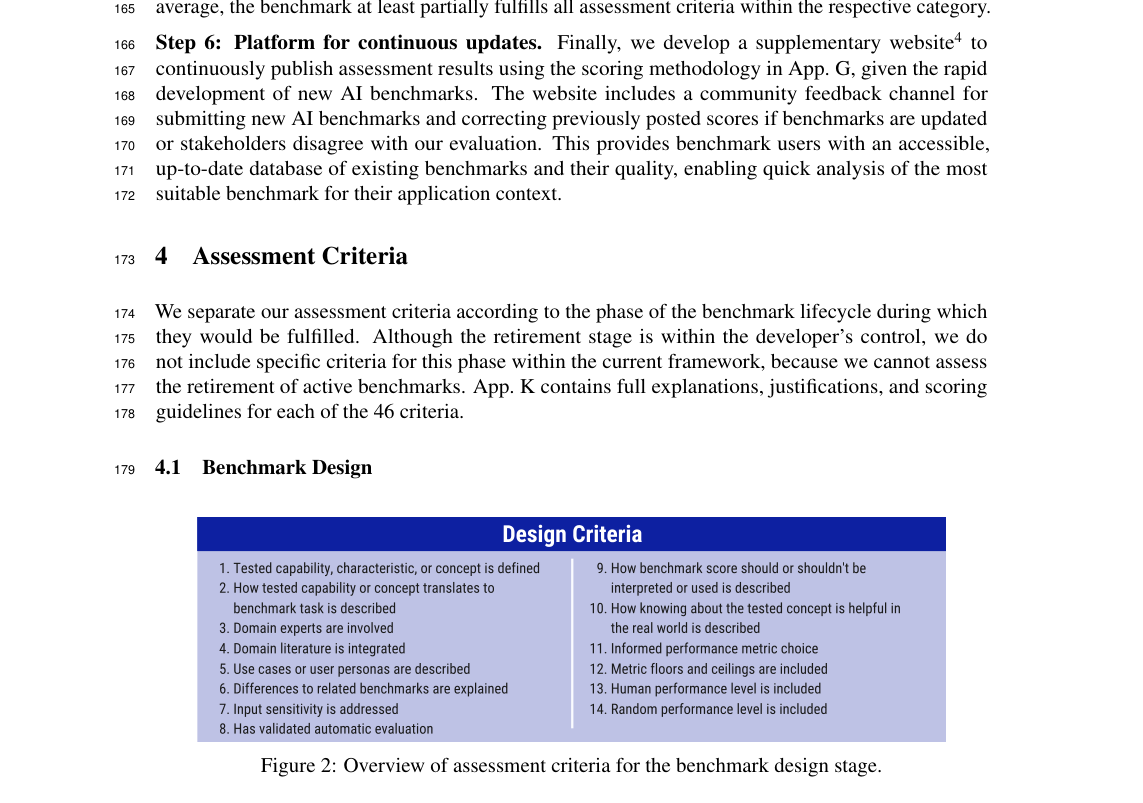 165 average, the benchmark at least partially fulfills all assessment criteria within the respective category.
166 Step 6: Platform for continuous updates. Finally, we develop a supplementary website4 to
167 continuously publish assessment results using the scoring methodology in App. G, given the rapid
168 development of new AI benchmarks. The website includes a community feedback channel for
169 submitting new AI benchmarks and correcting previously posted scores if benchmarks are updated
170 or stakeholders disagree with our evaluation. This provides benchmark users with an accessible,
171 up-to-date database of existing benchmarks and their quality, enabling quick analysis of the most
172 suitable benchmark for their application context.
173 4 Assessment Criteria
174 We separate our assessment criteria according to the phase of the benchmark lifecycle during which
175 they would be fulfilled. Although the retirement stage is within the developer's control, we do
176 not include specific criteria for this phase within the current framework, because we cannot assess
177 the retirement of active benchmarks. App. K contains full explanations, justifications, and scoring
178 guidelines for each of the 46 criteria.
179 4.1 Benchmark Design
Design Criteria
1. Tested capability, characteristic, or concept is defined
2. How tested capability or concept translates to
benchmark task is described
3. Domain experts are involved
4. Domain literature is integrated
5. Use cases or user personas are described
6. Differences to related benchmarks are explained
7. Input sensitivity is addressed
8. Has validated automatic evaluation
9. How benchmark score should or shouldn't be
interpreted or used is described
10. How knowing about the tested concept is helpful in
the real world is described
11. Informed performance metric choice
12. Metric floors and ceilings are included
13. Human performance level is included
14. Random performance level is included
Figure 2: Overview of assessment criteria for the benchmark design stage.